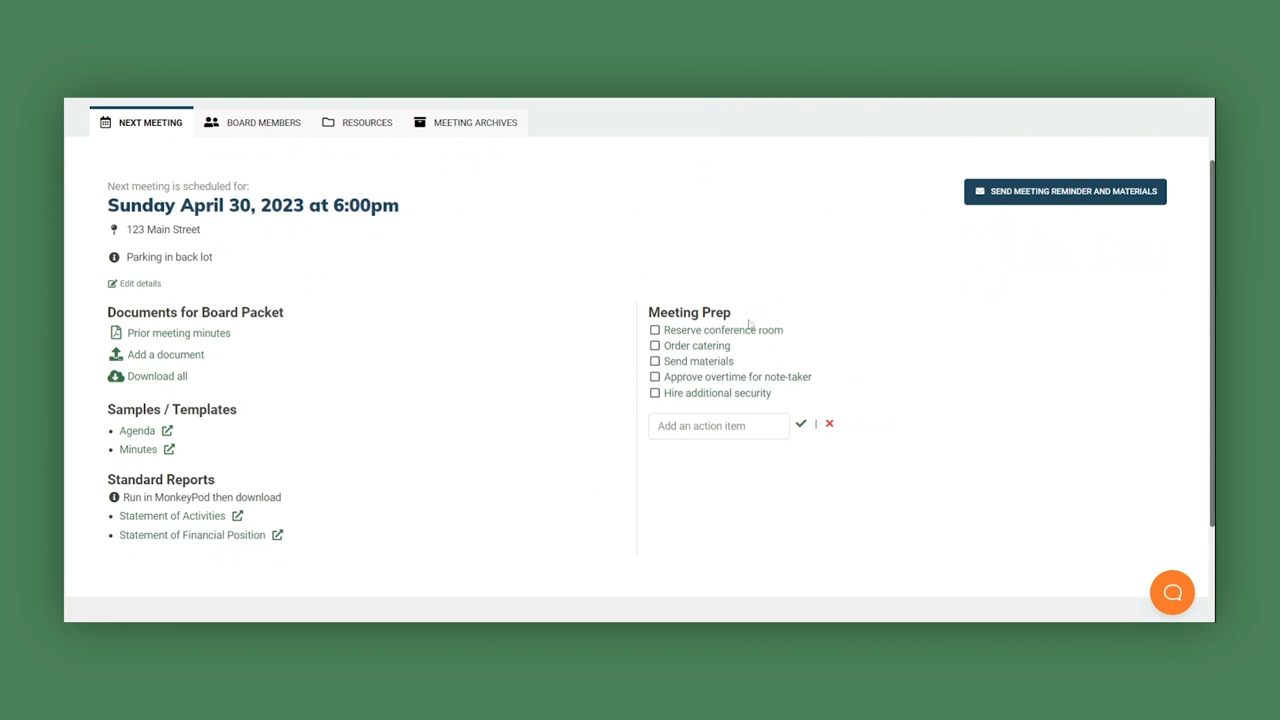 NEXT MEETING
BOARD MEMBERS
RESOURCES
MEETING ARCHIVES
Next meeting is scheduled for:
Sunday April 30, 2023 at 6:00pm
SEND MEETING REMINDER AND MATERIALS
123 Main Street
Parking in back lot
Edit details
Documents for Board Packet
Prior meeting minutes
Add a document
Download all
Samples / Templates
• Agenda
• Minutes
Standard Reports
Run in MonkeyPod then download
• Statement of Activities
• Statement of Financial Position
Meeting Prep
Reserve conference room
Order catering
Send materials
Approve overtime for note-taker
Hire additional security
Add an action item |